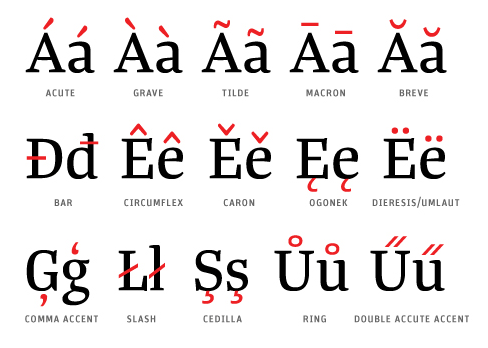 Áá Àà Ãã Āā Ăă
ACUTE GRAVE TILDE MACRON BREVE
Đđ Êê Ěě Ęę Ëë
BAR CIRCUMFLEX CARON OGONEK DIERESIS/UMLAUT
Ģģ Łł Şş Ůů Űű
COMMA ACCENT SLASH CEDILLA RING DOUBLE ACCUTE ACCENT